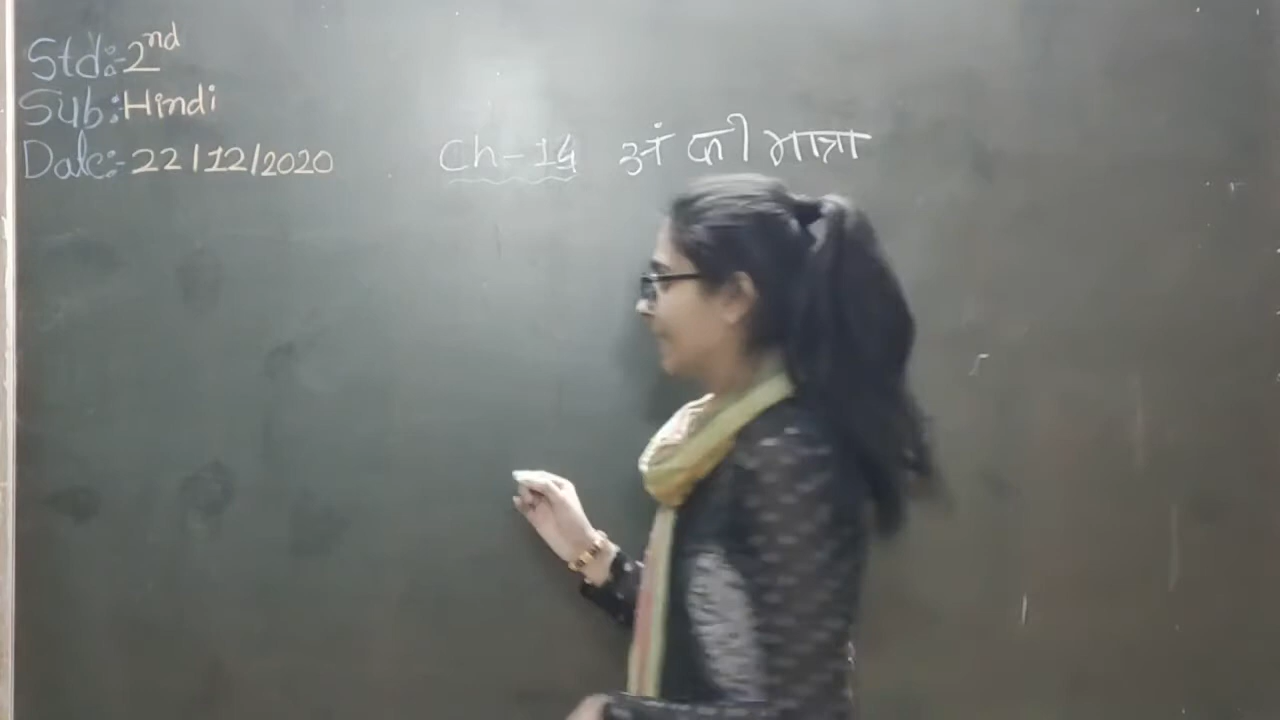 Std:-2nd
Sub:Hindi
Date:-22/12/2020
Ch-14 अं की मात्रा